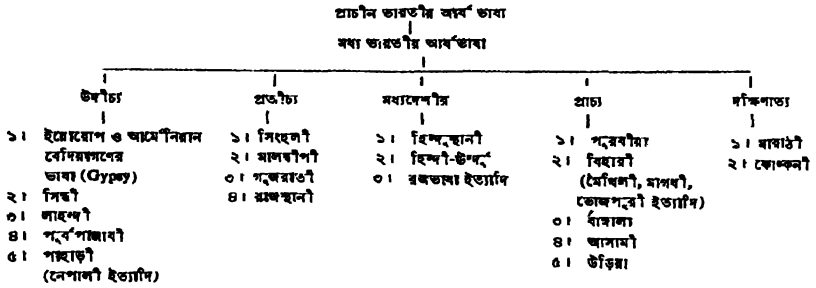 প্রাচীন ভারতীয় আর্য ভাষা
মধ্য ভারতীয় আর্যভাষা
উদীচ্য
১। ইয়োরোপ ও আর্মেনিয়ান
বেদিয়াগণের
ভাষা (Gypsy)
২। সিন্ধী
৩। লাহন্দী
৪। পূর্ব পাঞ্জাবী
৫। পাহাড়ী
(নেপালী ইত্যাদি)
প্রতীচ্য
১। সিংহলী
২। মালদ্বীপী
৩। গুজরাতী
৪। রাজস্থানী
মধ্যদেশীয়
১। হিন্দুস্থানী
২। হিন্দী-উর্দু
৩। ব্রজভাষা ইত্যাদি
প্রাচ্য
১। পূরবীয়া
২। বিহারী
(মৈথিলী, মাগধী,
ভোজপুরী ইত্যাদি)
৩। বাঙ্গালা
৪। আসামী
৫। উড়িয়া
দক্ষিণাত্য
১। মারাঠী
২। কোঙ্কনী